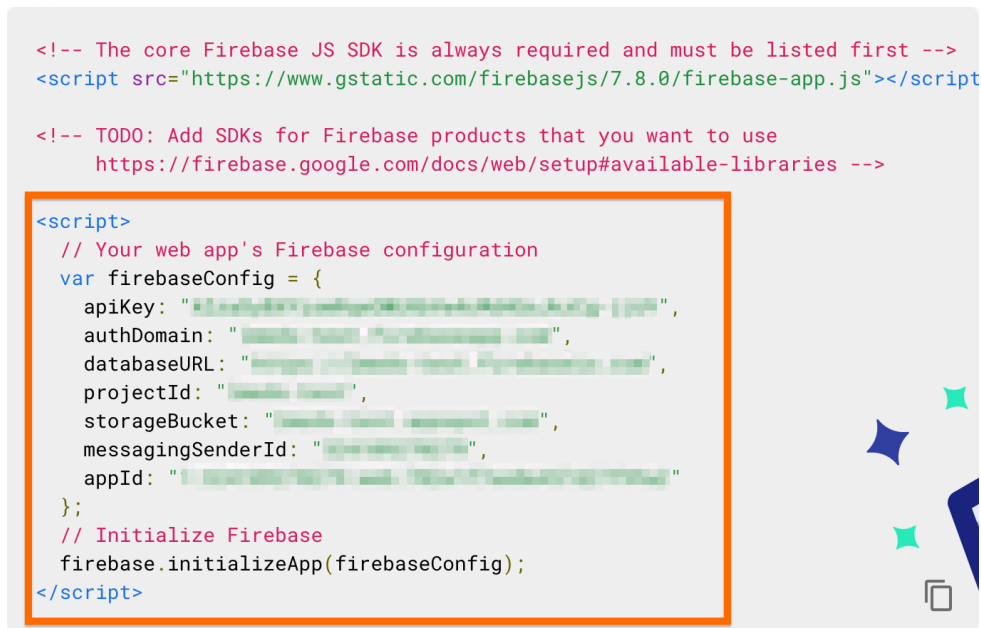 <!-- The core Firebase JS SDK is always required and must be listed first -->
<script src="https://www.gstatic.com/firebasejs/7.8.0/firebase-app.js"></script
<!-- TODO: Add SDKs for Firebase products that you want to use
https://firebase.google.com/docs/web/setup#available-libraries -->
<script>
// Your web app's Firebase configuration
var firebaseConfig = {
apiKey: "",
authDomain: "",
databaseURL: "",
projectId: "",
storageBucket: "",
messagingSenderId: "",
appId: ""
};
// Initialize Firebase
firebase.initializeApp(firebaseConfig);
</script>